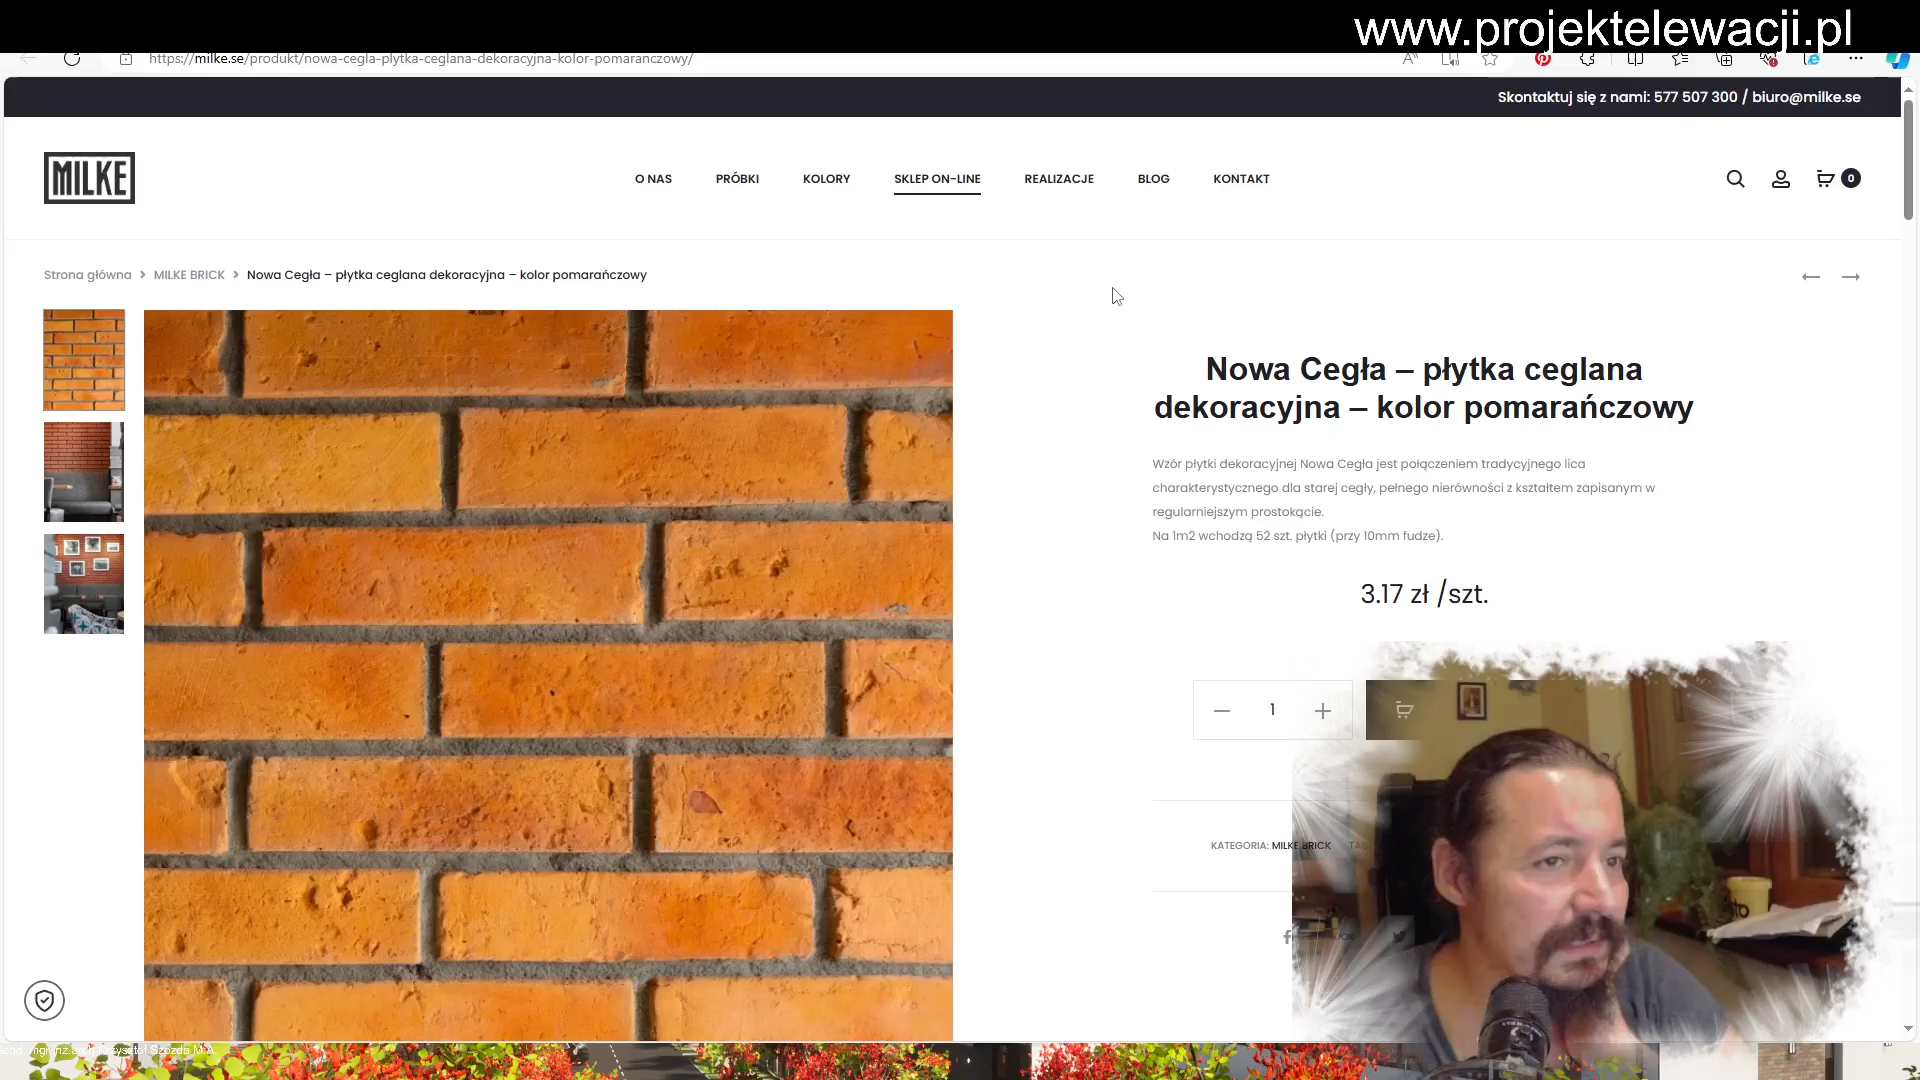 www.projektelewacji.pl
https://milke.se/produkt/nowa-cegla-plytka-ceglana-dekoracyjna-kolor-pomaranczowy/
Skontaktuj się z nami: 577 507 300 / biuro@milke.se
MILKE
O NAS PRÓBKI KOLORY SKLEP ON-LINE REALIZACJE BLOG KONTAKT
0
Strona główna > MILKE BRICK > Nowa Cegła – płytka ceglana dekoracyjna – kolor pomarańczowy
Nowa Cegła – płytka ceglana
dekoracyjna – kolor pomarańczowy
Wzór płytki dekoracyjnej Nowa Cegła jest połączeniem tradycyjnego lica
charakterystycznego dla starej cegły, pełnego nierówności z kształtem zapisanym w
regularniejszym prostokącie.
Na 1m2 wchodzą 52 szt. płytki (przy 10mm fudze).
3.17 zł /szt.
1
KATEGORIA: MILKE BRICK
Szozda M.A.